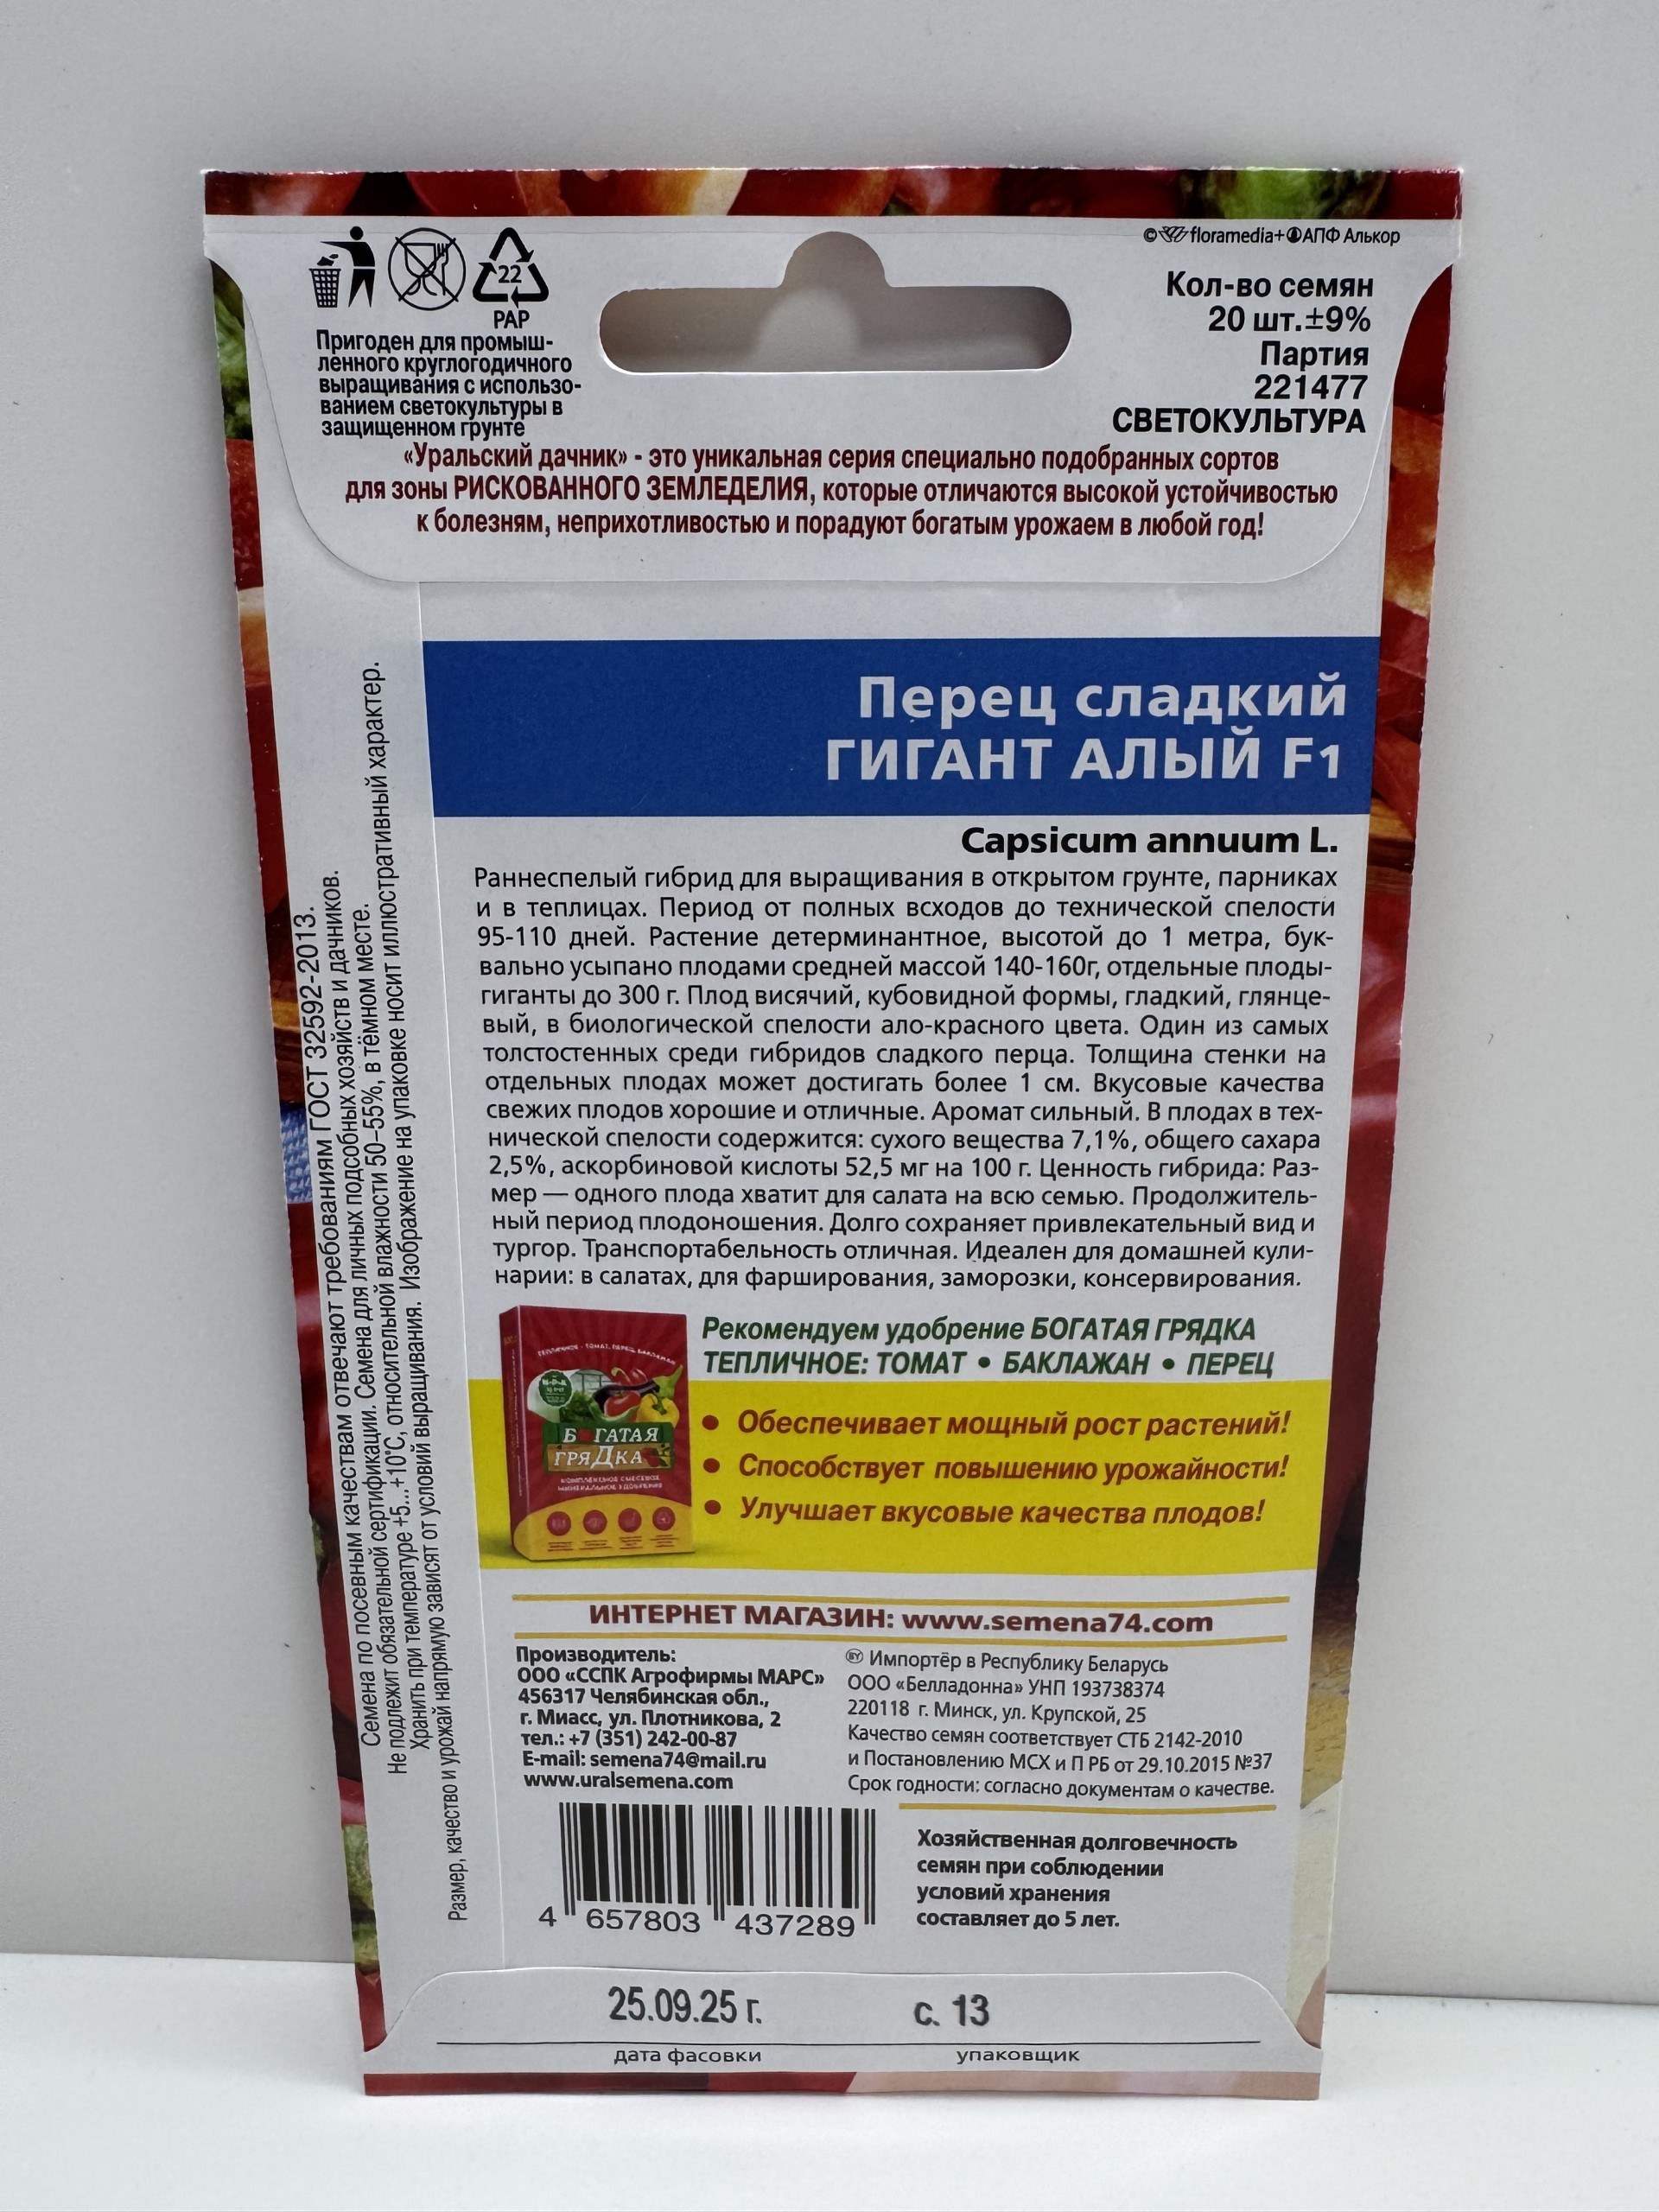 © floramedia+ АПФ Алькор
22
PAP
Пригоден для промыш-
ленного круглогодичного
выращивания с использо-
ванием светокультуры в
защищенном грунте
Кол-во семян
20 шт.±9%
Партия
221477
СВЕТОКУЛЬТУРА
«Уральский дачник» - это уникальная серия специально подобранных сортов
для зоны РИСКОВАННОГО ЗЕМЛЕДЕЛИЯ, которые отличаются высокой устойчивостью
к болезням, неприхотливостью и порадуют богатым урожаем в любой год!
Перец сладкий
ГИГАНТ АЛЫЙ F1
Capsicum annuum L.
Раннеспелый гибрид для выращивания в открытом грунте, парниках
и в теплицах. Период от полных всходов до технической спелости
95-110 дней. Растение детерминантное, высотой до 1 метра, бук-
вально усыпано плодами средней массой 140-160г, отдельные плоды-
гиганты до 300 г. Плод висячий, кубовидной формы, гладкий, глянце-
вый, в биологической спелости ало-красного цвета. Один из самых
толстостенных среди гибридов сладкого перца. Толщина стенки на
отдельных плодах может достигать более 1 см. Вкусовые качества
свежих плодов хорошие и отличные. Аромат сильный. В плодах в тех-
нической спелости содержится: сухого вещества 7,1%, общего сахара
2,5%, аскорбиновой кислоты 52,5 мг на 100 г. Ценность гибрида: Раз-
мер — одного плода хватит для салата на всю семью. Продолжитель-
ный период плодоношения. Долго сохраняет привлекательный вид и
тургор. Транспортабельность отличная. Идеален для домашней кули-
нарии: в салатах, для фарширования, заморозки, консервирования.
Семена по посевным качествам отвечают требованиям ГОСТ 32592-2013.
Не подлежит обязательной сертификации. Семена для личных подсобных хозяйств и дачников.
Хранить при температуре +5...+10°С, относительной влажности 50–55%, в тёмном месте.
Размер, качество и урожай напрямую зависят от условий выращивания. Изображение на упаковке носит иллюстративный характер.
Рекомендуем удобрение БОГАТАЯ ГРЯДКА
ТЕПЛИЧНОЕ: ТОМАТ • БАКЛАЖАН • ПЕРЕЦ
ТЕПЛИЧНОЕ - ТОМАТ, ПЕРЕЦ, БАКЛАЖАН
БОГАТАЯ
ГРЯДКА
КОМПЛЕКСНОЕ СМЕСЕВОЕ
МИНЕРАЛЬНОЕ УДОБРЕНИЕ
• Обеспечивает мощный рост растений!
• Способствует повышению урожайности!
• Улучшает вкусовые качества плодов!
ИНТЕРНЕТ МАГАЗИН: www.semena74.com
Производитель:
ООО «ССПК Агрофирмы МАРС»
456317 Челябинская обл.,
г. Миасс, ул. Плотникова, 2
тел.: +7 (351) 242-00-87
E-mail: semena74@mail.ru
www.uralsemena.com
BY Импортёр в Республику Беларусь
ООО «Белладонна» УНП 193738374
220118 г. Минск, ул. Крупской, 25
Качество семян соответствует СТБ 2142-2010
и Постановлению МСХ и П РБ от 29.10.2015 №37
Срок годности: согласно документам о качестве.
Хозяйственная долговечность
семян при соблюдении
условий хранения
составляет до 5 лет.
4 657803 437289
25.09.25 г. с. 13
дата фасовки упаковщик